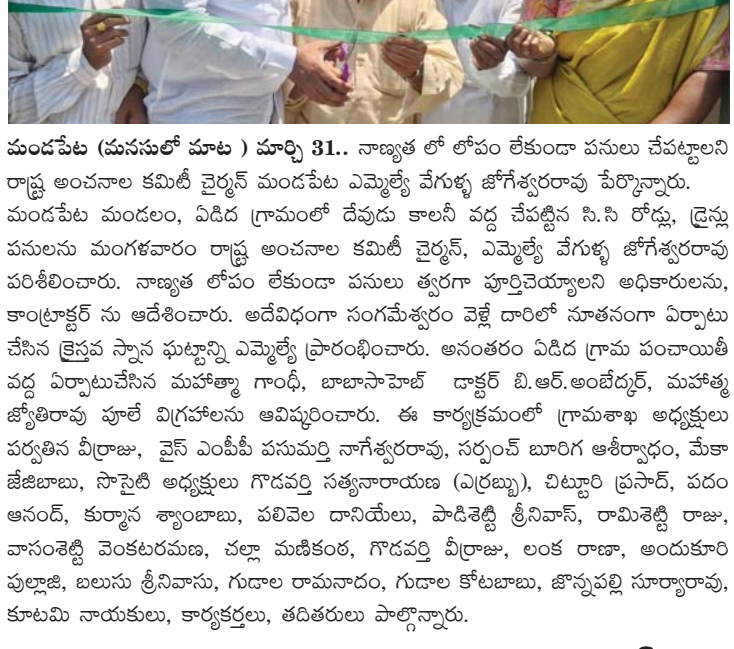 మండపేట (మనసులో మాట ) మార్చి 31.. నాణ్యత లో లోపం లేకుండా పనులు చేపట్టాలని
రాష్ట్ర అంచనాల కమిటీ చైర్మన్ మండపేట ఎమ్మెల్యే వేగుళ్ళ జోగేశ్వరరావు పేర్కొన్నారు.
మండపేట మండలం, ఏడిద గ్రామంలో దేవుడు కాలనీ వద్ద చేపట్టిన సి.సి రోడ్లు, డ్రైన్లు
పనులను మంగళవారం రాష్ట్ర అంచనాల కమిటీ చైర్మన్, ఎమ్మెల్యే వేగుళ్ళ జోగేశ్వరరావు
పరిశీలించారు. నాణ్యత లోపం లేకుండా పనులు త్వరగా పూర్తిచెయ్యాలని అధికారులను,
కాంట్రాక్టర్ ను ఆదేశించారు. అదేవిధంగా సంగమేశ్వరం వెళ్లే దారిలో నూతనంగా ఏర్పాటు
చేసిన క్రైస్తవ స్నాన ఘట్టాన్ని ఎమ్మెల్యే ప్రారంభించారు. అనంతరం ఏడిద గ్రామ పంచాయితీ
వద్ద ఏర్పాటుచేసిన మహాత్మా గాంధీ, బాబాసాహెబ్ డాక్టర్ బి.ఆర్.అంబేద్కర్, మహాత్మ
జ్యోతిరావు పూలే విగ్రహాలను ఆవిష్కరించారు. ఈ కార్యక్రమంలో గ్రామశాఖ అధ్యక్షులు
పర్వతిన వీర్రాజు, వైస్ ఎంపీపీ పసుమర్తి నాగేశ్వరరావు, సర్పంచ్ బూరిగ ఆశీర్వాధం, మేకా
జేజిబాబు, సొసైటి అధ్యక్షులు గొడవర్తి సత్యనారాయణ (ఎర్రబ్బు), చిట్టూరి ప్రసాద్, పదం
ఆనంద్, కుర్మాన శ్యాంబాబు, పలివెల దానియేలు, పాడిశెట్టి శ్రీనివాస్, రామిశెట్టి రాజు,
వాసంశెట్టి వెంకటరమణ, చల్లా మణికంఠ, గొడవర్తి వీర్రాజు, లంక రాణా, అందుకూరి
పుల్లాజి, బలుసు శ్రీనివాసు, గుడాల రామనాదం, గుడాల కోటబాబు, జొన్నపల్లి సూర్యారావు,
కూటమి నాయకులు, కార్యకర్తలు, తదితరులు పాల్గొన్నారు.